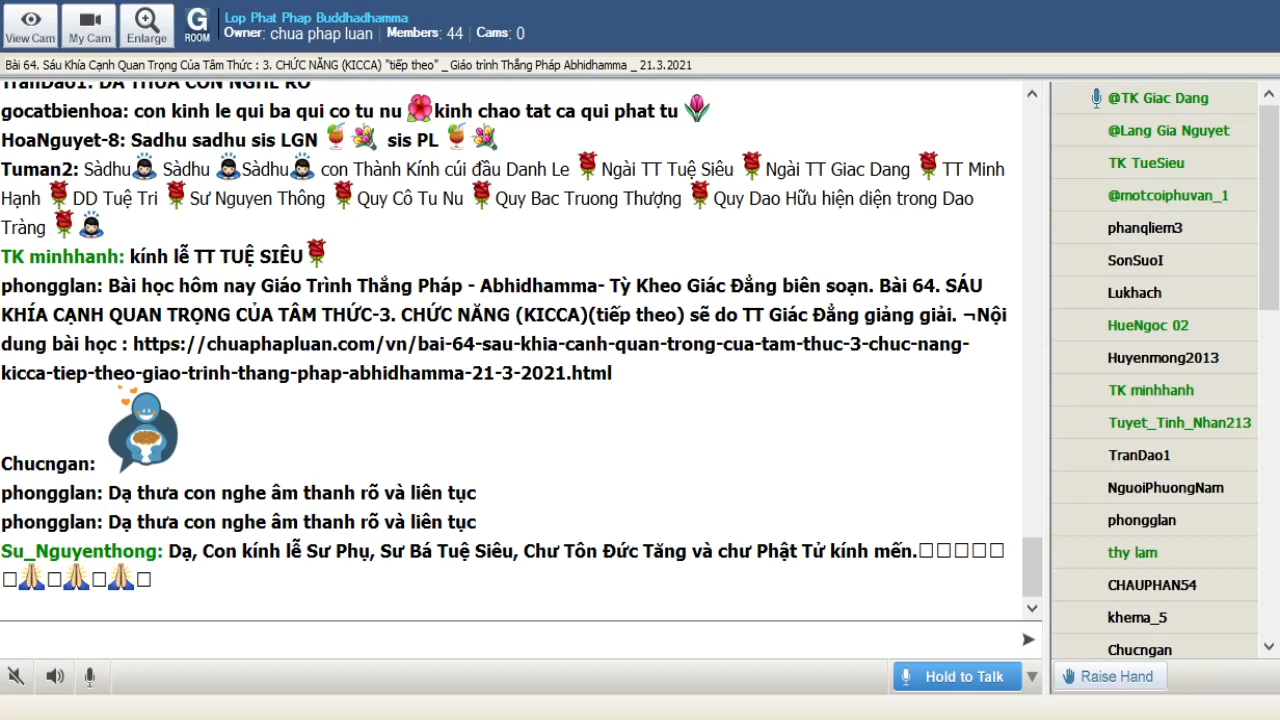 View Cam
My Cam
Enlarge
G
ROOM
Lop Phat Phap Buddhadhamma
Owner: chua phap luan | Members: 44 | Cams: 0
Bài 64. Sáu Khía Cạnh Quan Trọng Của Tâm Thức : 3. CHỨC NĂNG (KICCA) "tiếp theo" _ Giáo trình Thắng Pháp Abhidhamma _ 21.3.2021
TranDao1: DẠ THƯA CON NGHE RÕ
gocatbienhoa: con kinh le qui ba qui co tu nu kinh chao tat ca qui phat tu
HoaNguyet-8: Sadhu sadhu sis LGN sis PL
Tuman2: Sàdhu Sàdhu Sàdhu con Thành Kính cúi đầu Danh Le Ngài TT Tuệ Siêu Ngài TT Giac Dang TT Minh
Hạnh DD Tuệ Tri Sư Nguyen Thông Quy Cô Tu Nu Quy Bac Truong Thượng Quy Dao Hữu hiện diện trong Dao
Tràng
TK minhhanh: kính lễ TT TUỆ SIÊU
phongglan: Bài học hôm nay Giáo Trình Thắng Pháp - Abhidhamma- Tỳ Kheo Giác Đẳng biên soạn. Bài 64. SÁU
KHÍA CẠNH QUAN TRỌNG CỦA TÂM THỨC-3. CHỨC NĂNG (KICCA)(tiếp theo) sẽ do TT Giác Đẳng giảng giải. ¬Nội
dung bài học : https://chuaphapluan.com/vn/bai-64-sau-khia-canh-quan-trong-cua-tam-thuc-3-chuc-nang-
kicca-tiep-theo-giao-trinh-thang-phap-abhidhamma-21-3-2021.html
Chucngan:
phongglan: Dạ thưa con nghe âm thanh rõ và liên tục
phongglan: Dạ thưa con nghe âm thanh rõ và liên tục
Su_Nguyenthong: Dạ, Con kính lễ Sư Phụ, Sư Bá Tuệ Siêu, Chư Tôn Đức Tăng và chư Phật Tử kính mến.
Hold to Talk
@TK Giac Dang
@Lang Gia Nguyet
TK TueSieu
@motcoiphuvan_1
phanqliem3
SonSuoI
Lukhach
HueNgoc 02
Huyenmong2013
TK minhhanh
Tuyet_Tinh_Nhan213
TranDao1
NguoiPhuongNam
phongglan
thy lam
CHAUPHAN54
khema_5
Chucngan
Raise Hand